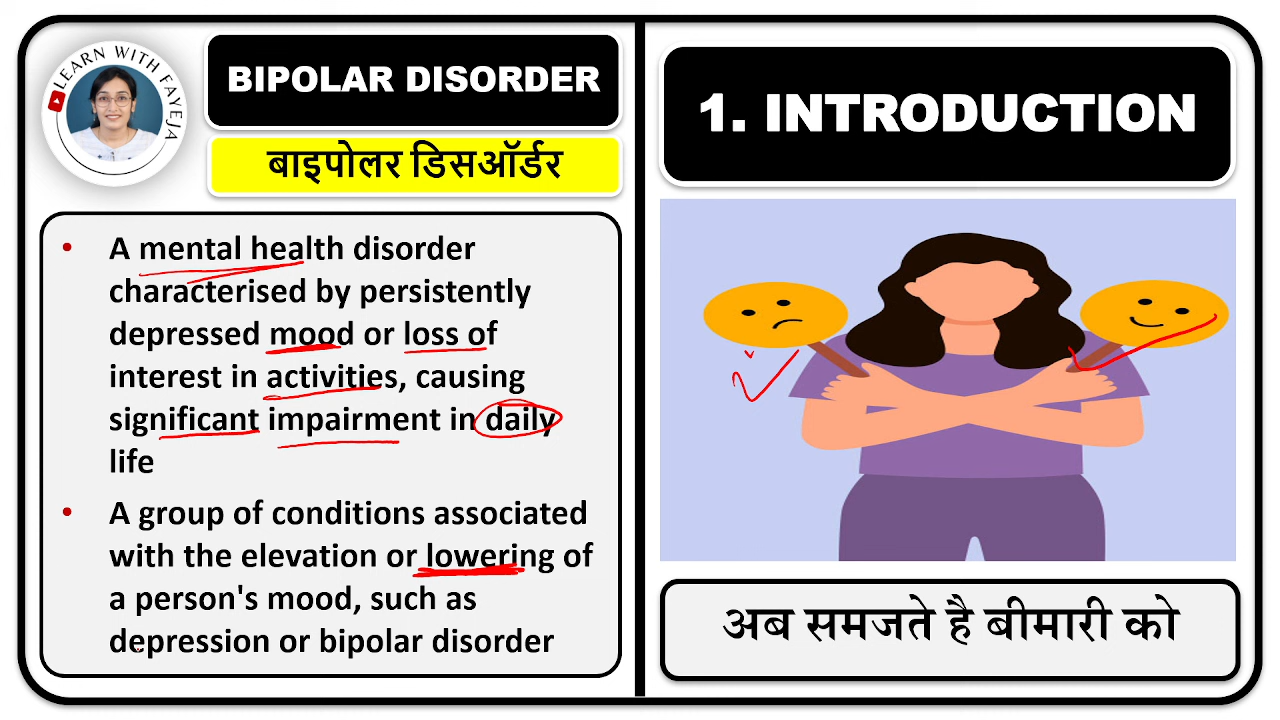 LEARN WITH FAYEJA
BIPOLAR DISORDER
बाइपोलर डिसऑर्डर
• A mental health disorder
characterised by persistently
depressed mood or loss of
interest in activities, causing
significant impairment in daily
life
• A group of conditions associated
with the elevation or lowering of
a person's mood, such as
depression or bipolar disorder
1. INTRODUCTION
अब समजते है बीमारी को